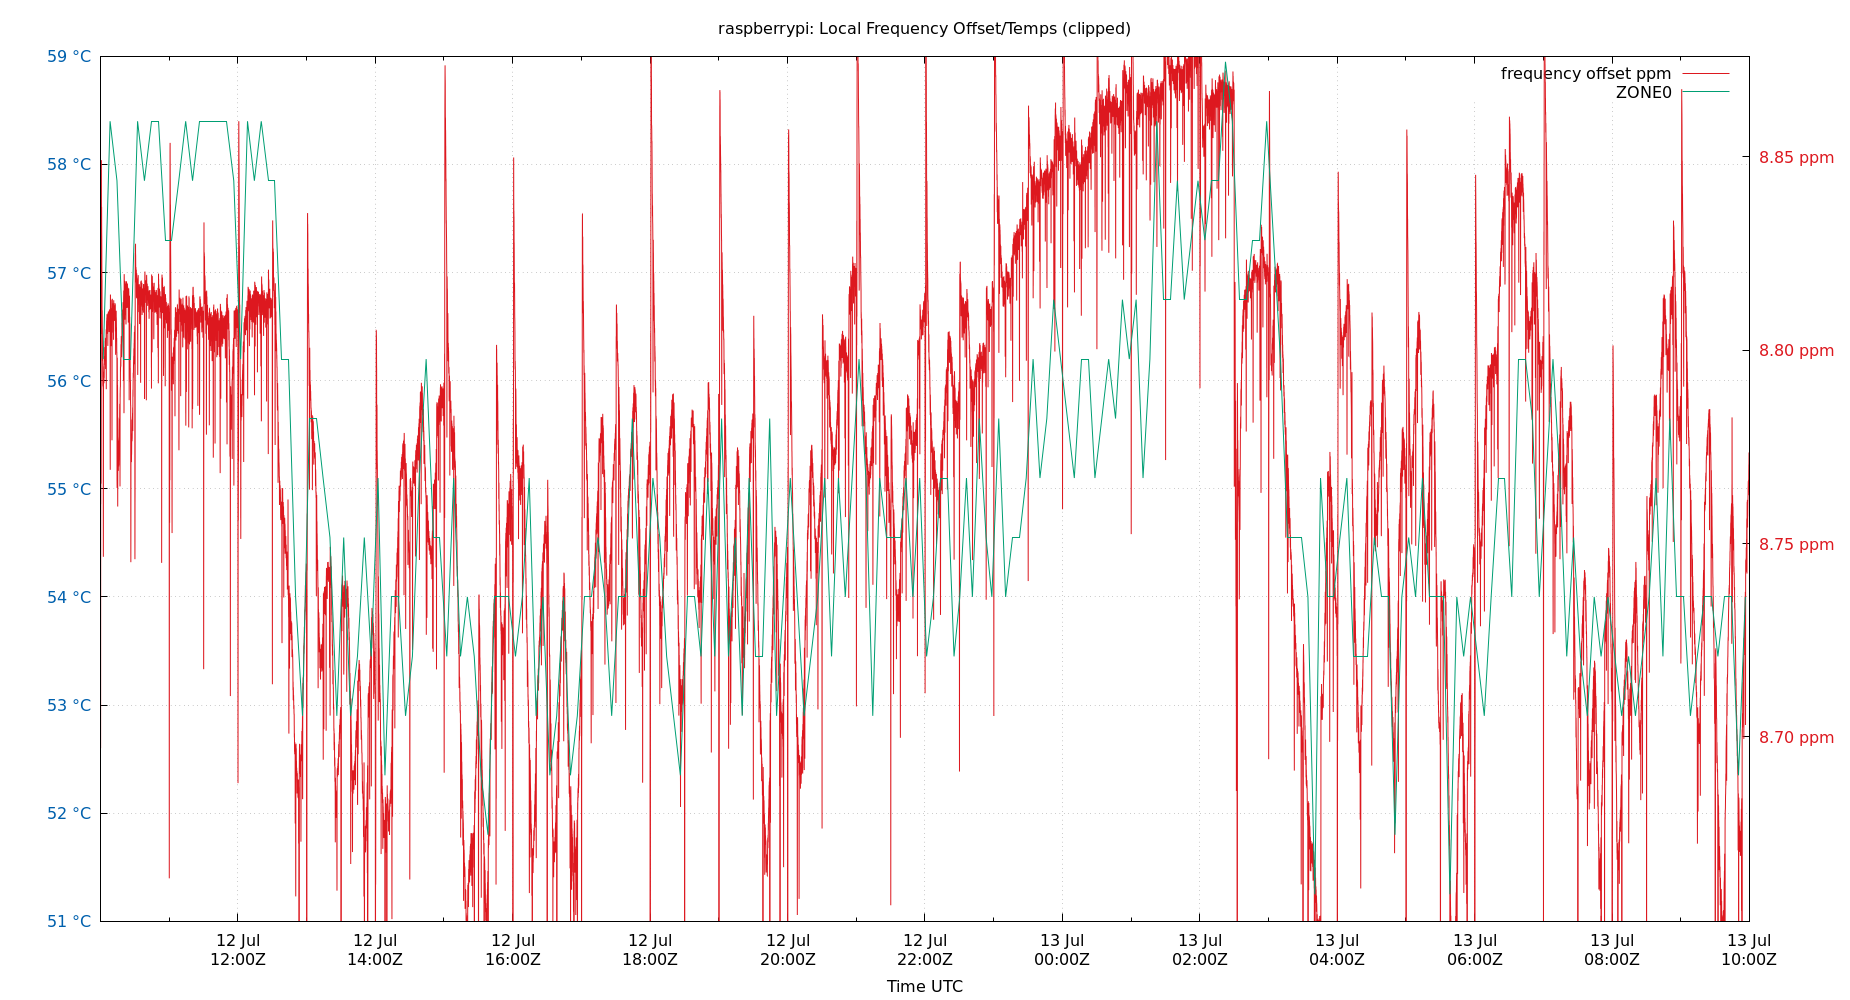 raspberrypi: Local Frequency Offset/Temps (clipped)
59 °C
58 °C
57 °C
56 °C
55 °C
54 °C
53 °C
52 °C
51 °C
frequency offset ppm
ZONE0
8.85 ppm
8.80 ppm
8.75 ppm
8.70 ppm
12 Jul 12 Jul 12 Jul 12 Jul 12 Jul 12 Jul 13 Jul 13 Jul 13 Jul 13 Jul 13 Jul 13 Jul
12:00Z 14:00Z 16:00Z 18:00Z 20:00Z 22:00Z 00:00Z 02:00Z 04:00Z 06:00Z 08:00Z 10:00Z
Time UTC